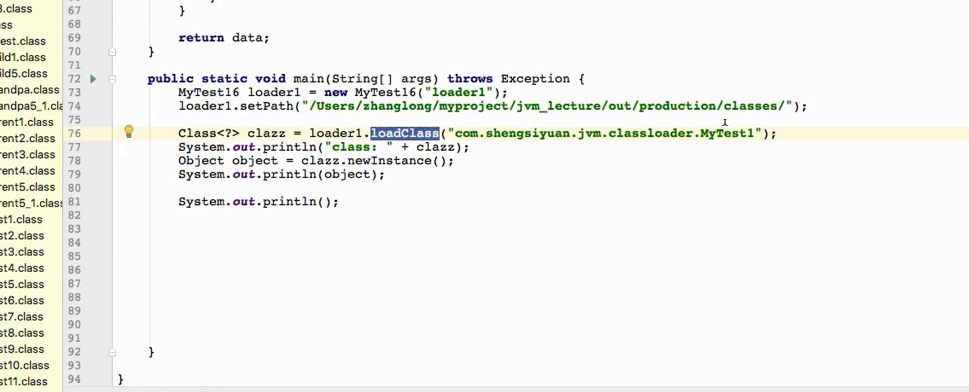 3.class
ss
est.class
ild1.class
ild5.class
andpa.class
andpa5_1.class
rent1.class
rent2.class
rent3.class
rent4.class
rent5.class
rent5_1.class
st1.class
st2.class
st3.class
st4.class
st5.class
st6.class
st7.class
st8.class
st9.class
st10.class
st11.class
67 }
68
69 return data;
70 }
71
72 public static void main(String[] args) throws Exception {
73 MyTest16 loader1 = new MyTest16("loader1");
74 loader1.setPath("/Users/zhanglong/myproject/jvm_lecture/out/production/classes/");
75
76 Class<?> clazz = loader1.loadClass("com.shengsiyuan.jvm.classloader.MyTest1");
77 System.out.println("class: " + clazz);
78 Object object = clazz.newInstance();
79 System.out.println(object);
80
81 System.out.println();
82
83
84
85
86
87
88
89
90
91
92 }
93
94 }